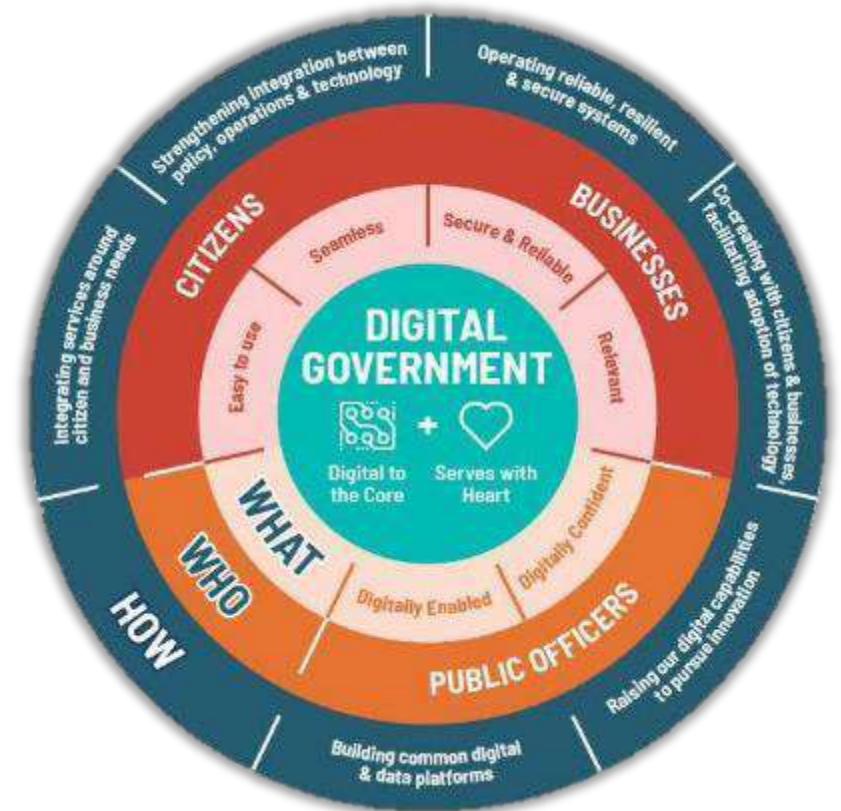 DIGITAL
GOVERNMENT
+
Digital to
the Core
Serves with
Heart
WHAT
Easy to use
Seamless
Secure & Reliable
Relevant
Digitally Confident
Digitally Enabled
WHO
CITIZENS
BUSINESSES
PUBLIC OFFICERS
HOW
Integrating services around
citizen and business needs
Strengthening integration between
policy, operations & technology
Operating reliable, resilient
& secure systems
Co-creating with citizens & businesses,
facilitating adoption of technology
Raising our digital capabilities
to pursue innovation
Building common digital
& data platforms